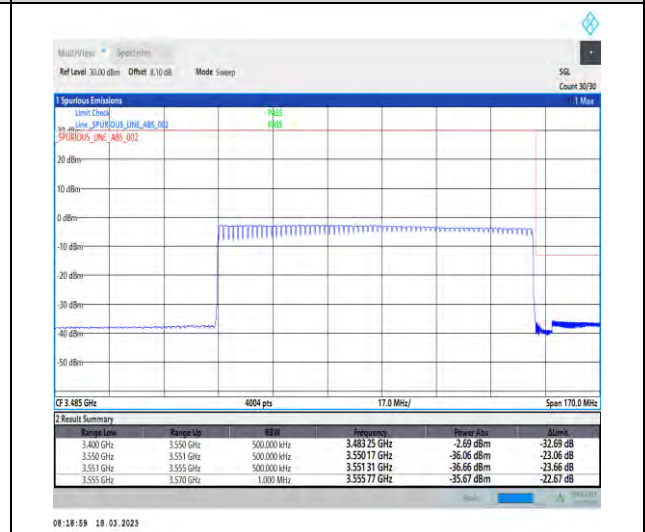 MultiView Spectrum
Ref Level 30.00 dBm Offset 8.10 dB Mode Sweep SGL
Count 30/30
1 Spurious Emissions 1 Max
Limit Check PASS
Line _SPURIOUS_LINE_ABS_002 PASS
_SPURIOUS_LINE_ABS_002
20 dBm
10 dBm
0 dBm
-10 dBm
-20 dBm
-30 dBm
-40 dBm
-50 dBm
CF 3.485 GHz 4004 pts 17.0 MHz/ Span 170.0 MHz
2 Result Summary
Range Low Range Up RBW Frequency Power Abs ΔLimit
3.400 GHz 3.550 GHz 500.000 kHz 3.483 25 GHz -2.69 dBm -32.69 dB
3.550 GHz 3.551 GHz 500.000 kHz 3.550 17 GHz -36.06 dBm -23.06 dB
3.551 GHz 3.555 GHz 500.000 kHz 3.551 31 GHz -36.66 dBm -23.66 dB
3.555 GHz 3.570 GHz 1.000 MHz 3.555 77 GHz -35.67 dBm -22.67 dB
08:18:59 18.03.2023